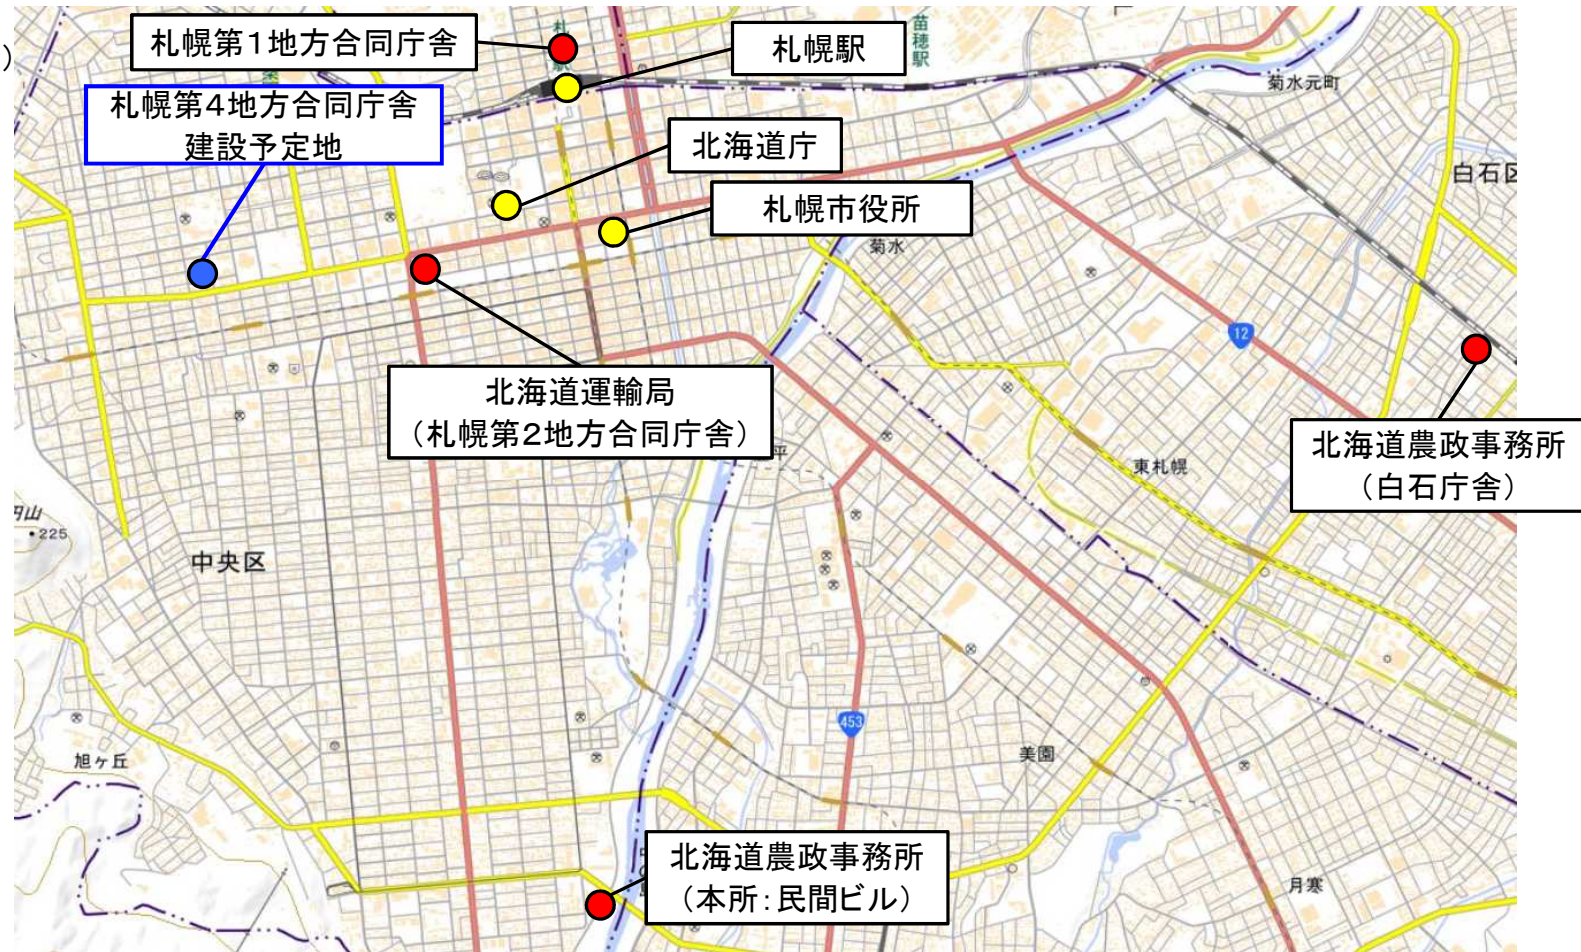 ）
札幌第1地方合同庁舎
札幌駅
苗穂駅
菊水元町
札幌第4地方合同庁舎
建設予定地
北海道庁
白石区
札幌市役所
菊水
12
北海道運輸局
（札幌第2地方合同庁舎）
平
東札幌
北海道農政事務所
（白石庁舎）
円山
225
中央区
453
美園
旭ヶ丘
北海道農政事務所
（本所：民間ビル）
月寒